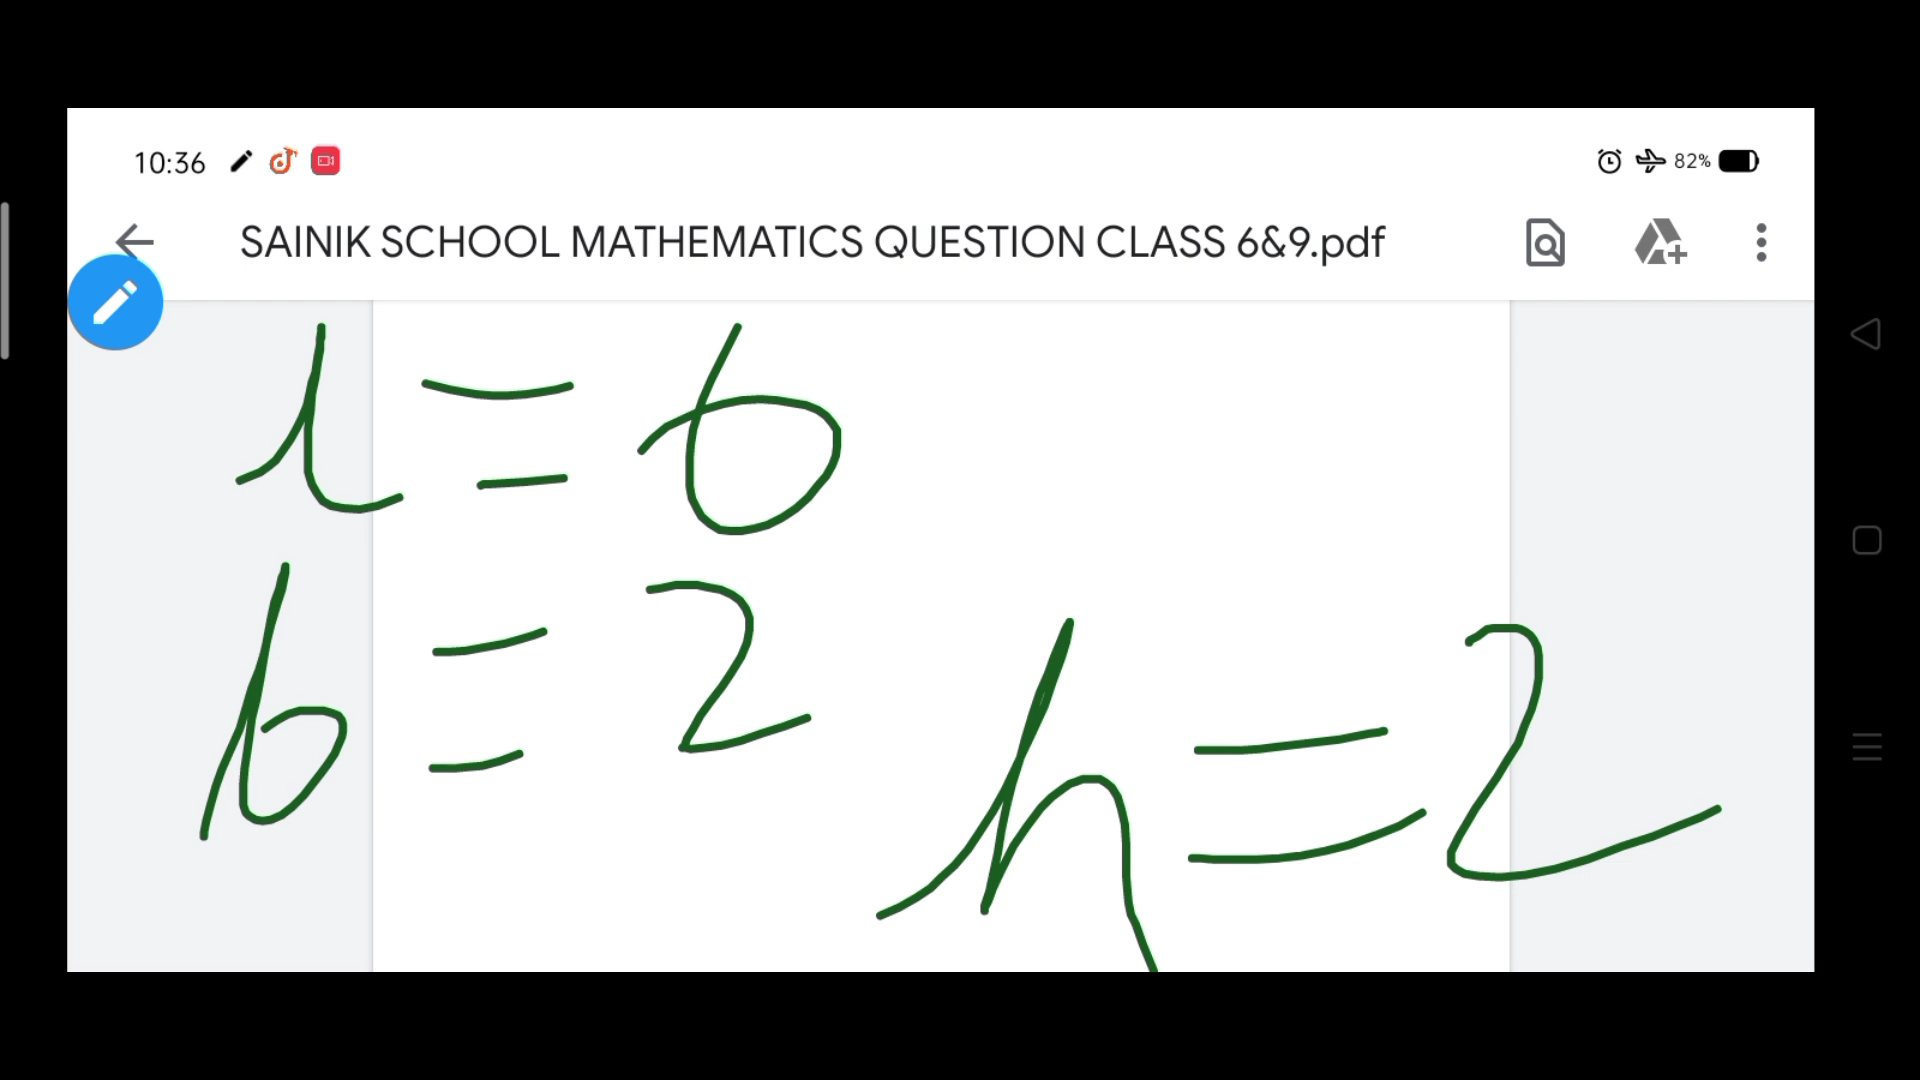 10:36 82%
SAINIK SCHOOL MATHEMATICS QUESTION CLASS 6&9.pdf
l = 6
b = 2
h = 2